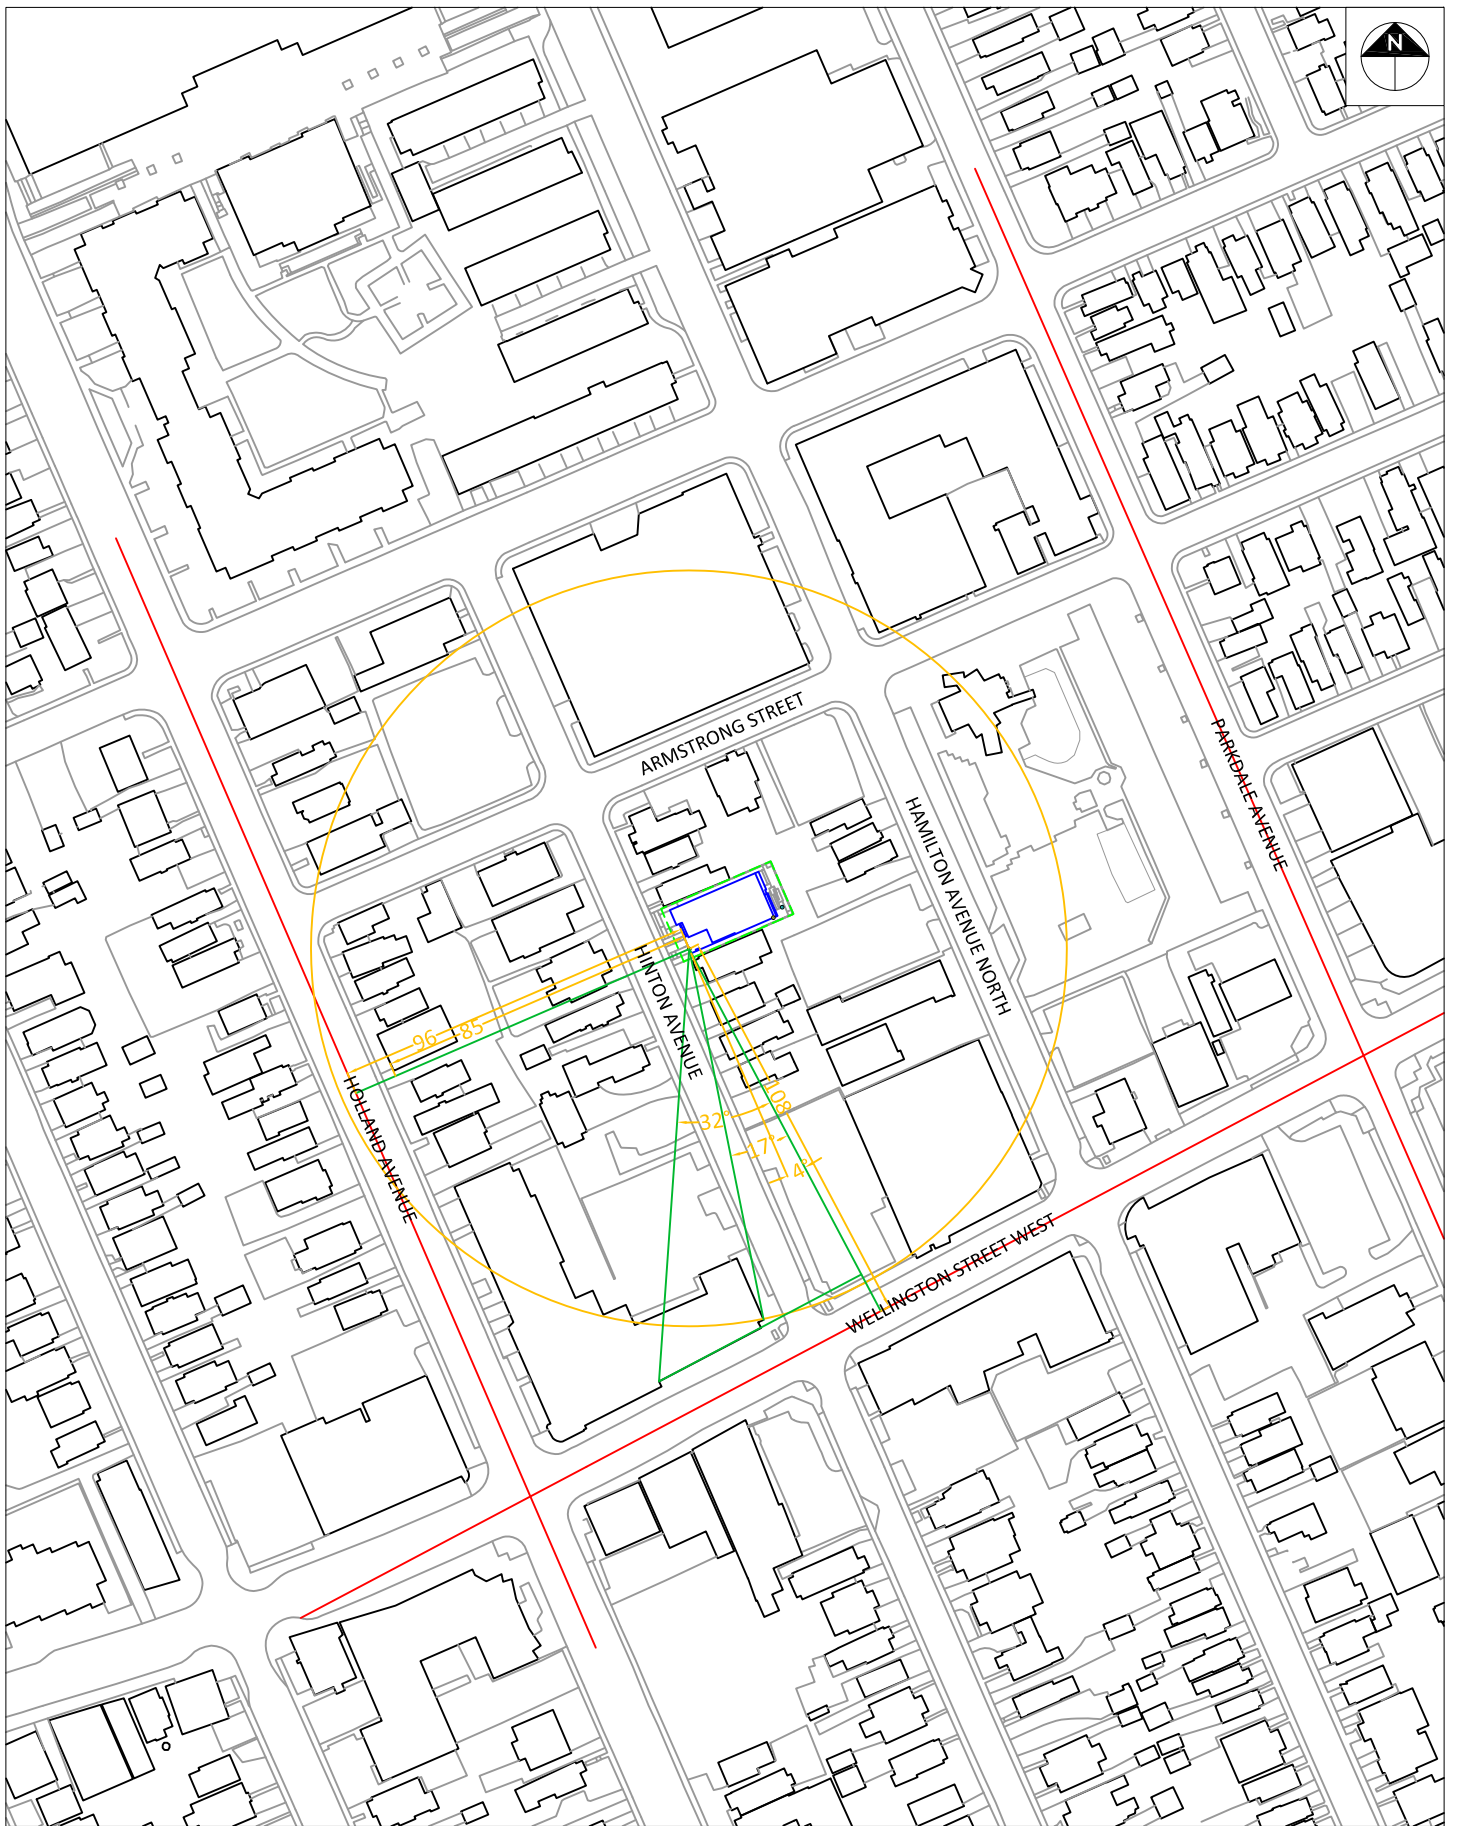 N
ARMSTRONG STREET
PARKDALE AVENUE
HAMILTON AVENUE NORTH
HINTON AVENUE
96
85
HOLLAND AVENUE
108
32°
17°
4°
WELLINGTON STREET WEST